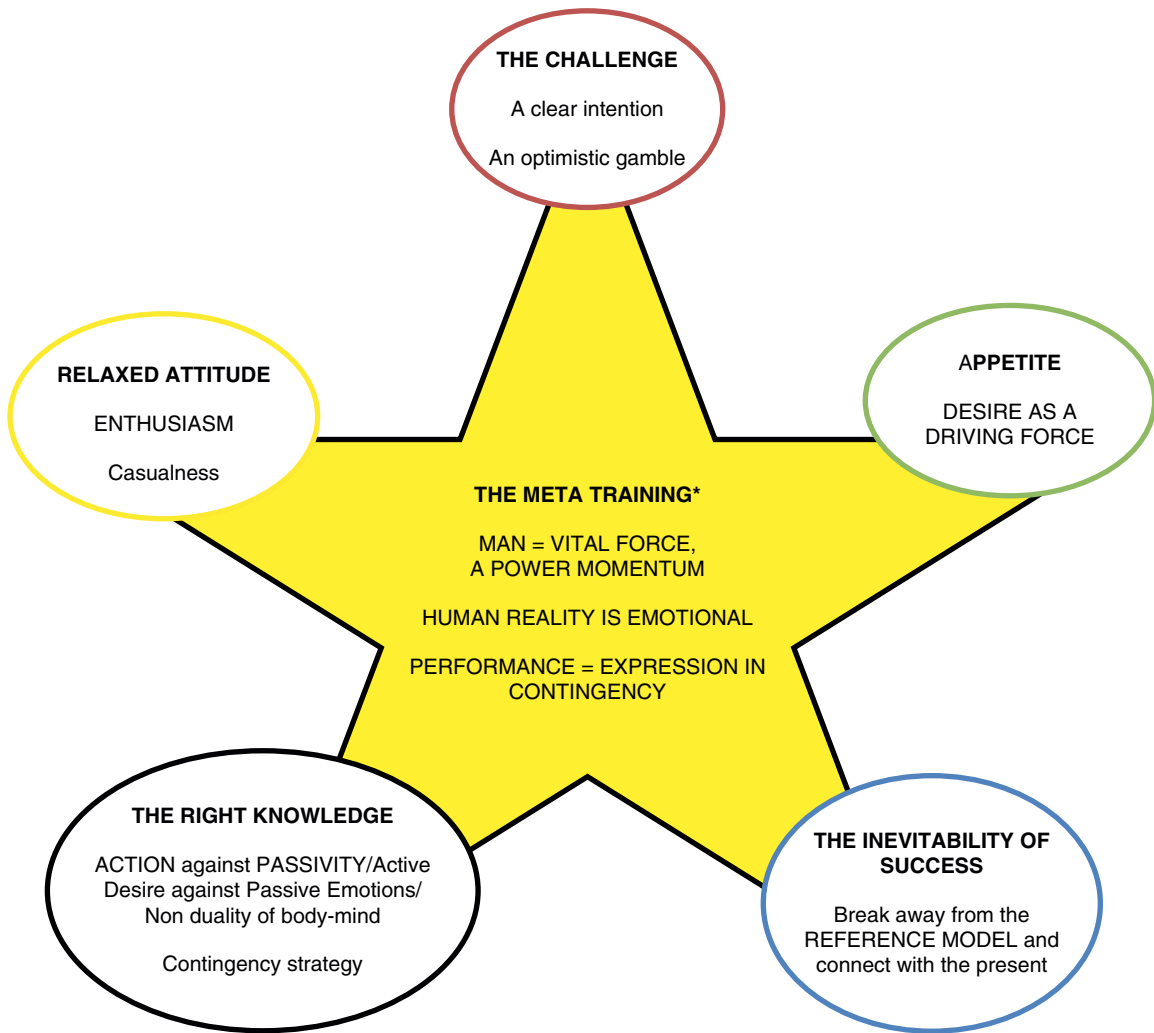 THE CHALLENGE
A clear intention
An optimistic gamble
RELAXED ATTITUDE
ENTHUSIASM
Casualness
APPETITE
DESIRE AS A
DRIVING FORCE
THE META TRAINING*
MAN = VITAL FORCE,
A POWER MOMENTUM
HUMAN REALITY IS EMOTIONAL
PERFORMANCE = EXPRESSION IN
CONTINGENCY
THE RIGHT KNOWLEDGE
ACTION against PASSIVITY/Active
Desire against Passive Emotions/
Non duality of body-mind
Contingency strategy
THE INEVITABILITY OF
SUCCESS
Break away from the
REFERENCE MODEL and
connect with the present